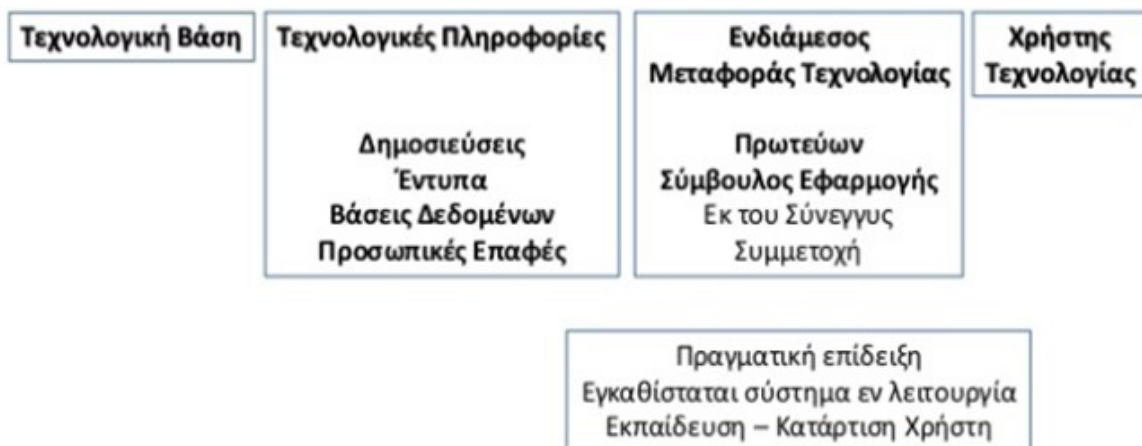 Τεχνολογική Βάση
Τεχνολογικές Πληροφορίες
Δημοσιεύσεις
Έντυπα
Βάσεις Δεδομένων
Προσωπικές Επαφές
Ενδιάμεσος
Μεταφοράς Τεχνολογίας
Πρωτεύων
Σύμβουλος Εφαρμογής
Εκ του Σύνεγγυς
Συμμετοχή
Χρήστης
Τεχνολογίας
Πραγματική επίδειξη
Εγκαθίσταται σύστημα εν λειτουργία
Εκπαίδευση – Κατάρτιση Χρήστη